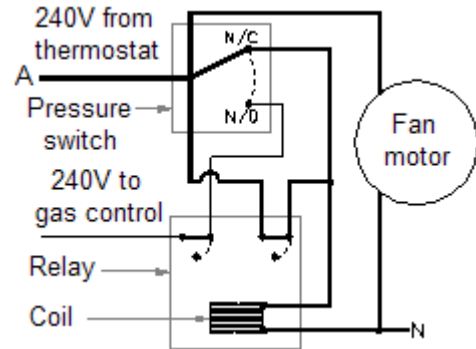 240V from
thermostat
A
N/C
Pressure
switch
N/O
Fan
motor
240V to
gas control
Relay
Coil
N